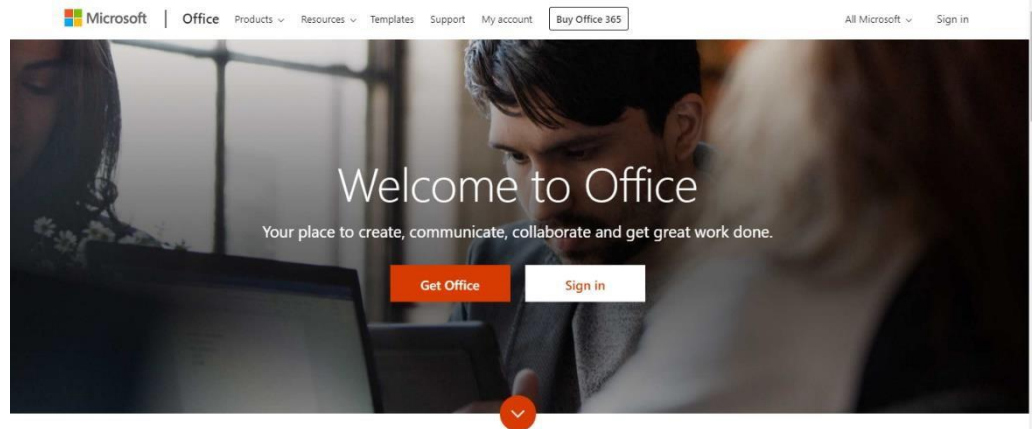 Microsoft | Office Products Resources Templates Support My account Buy Office 365 All Microsoft Sign in
Welcome to Office
Your place to create, communicate, collaborate and get great work done.
Get Office Sign in